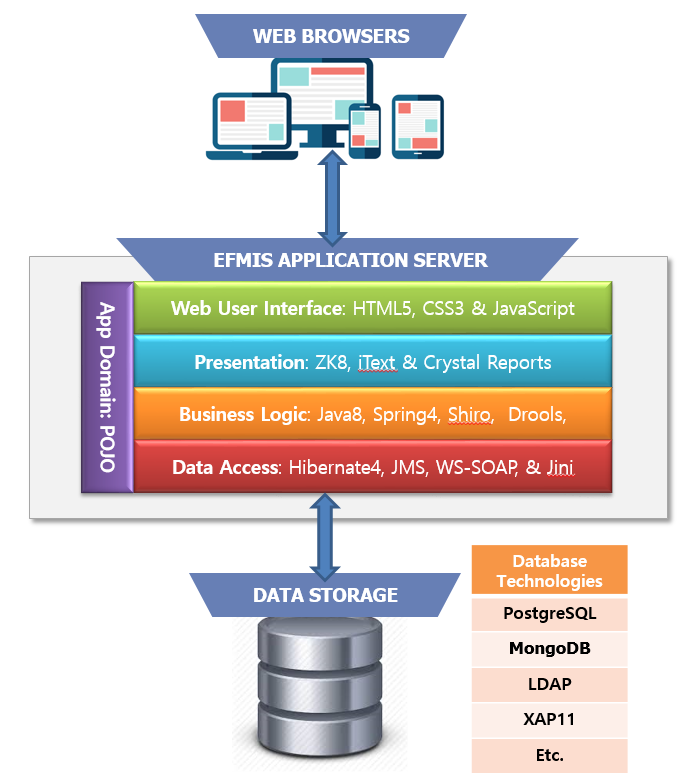 WEB BROWSERS
EFMIS APPLICATION SERVER
App Domain: POJO
Web User Interface: HTML5, CSS3 & JavaScript
Presentation: ZK8, iText & Crystal Reports
Business Logic: Java8, Spring4, Shiro,  Drools,
Data Access: Hibernate4, JMS, WS-SOAP, & Jini
DATA STORAGE
Database
Technologies
PostgreSQL
MongoDB
LDAP
XAP11
Etc.